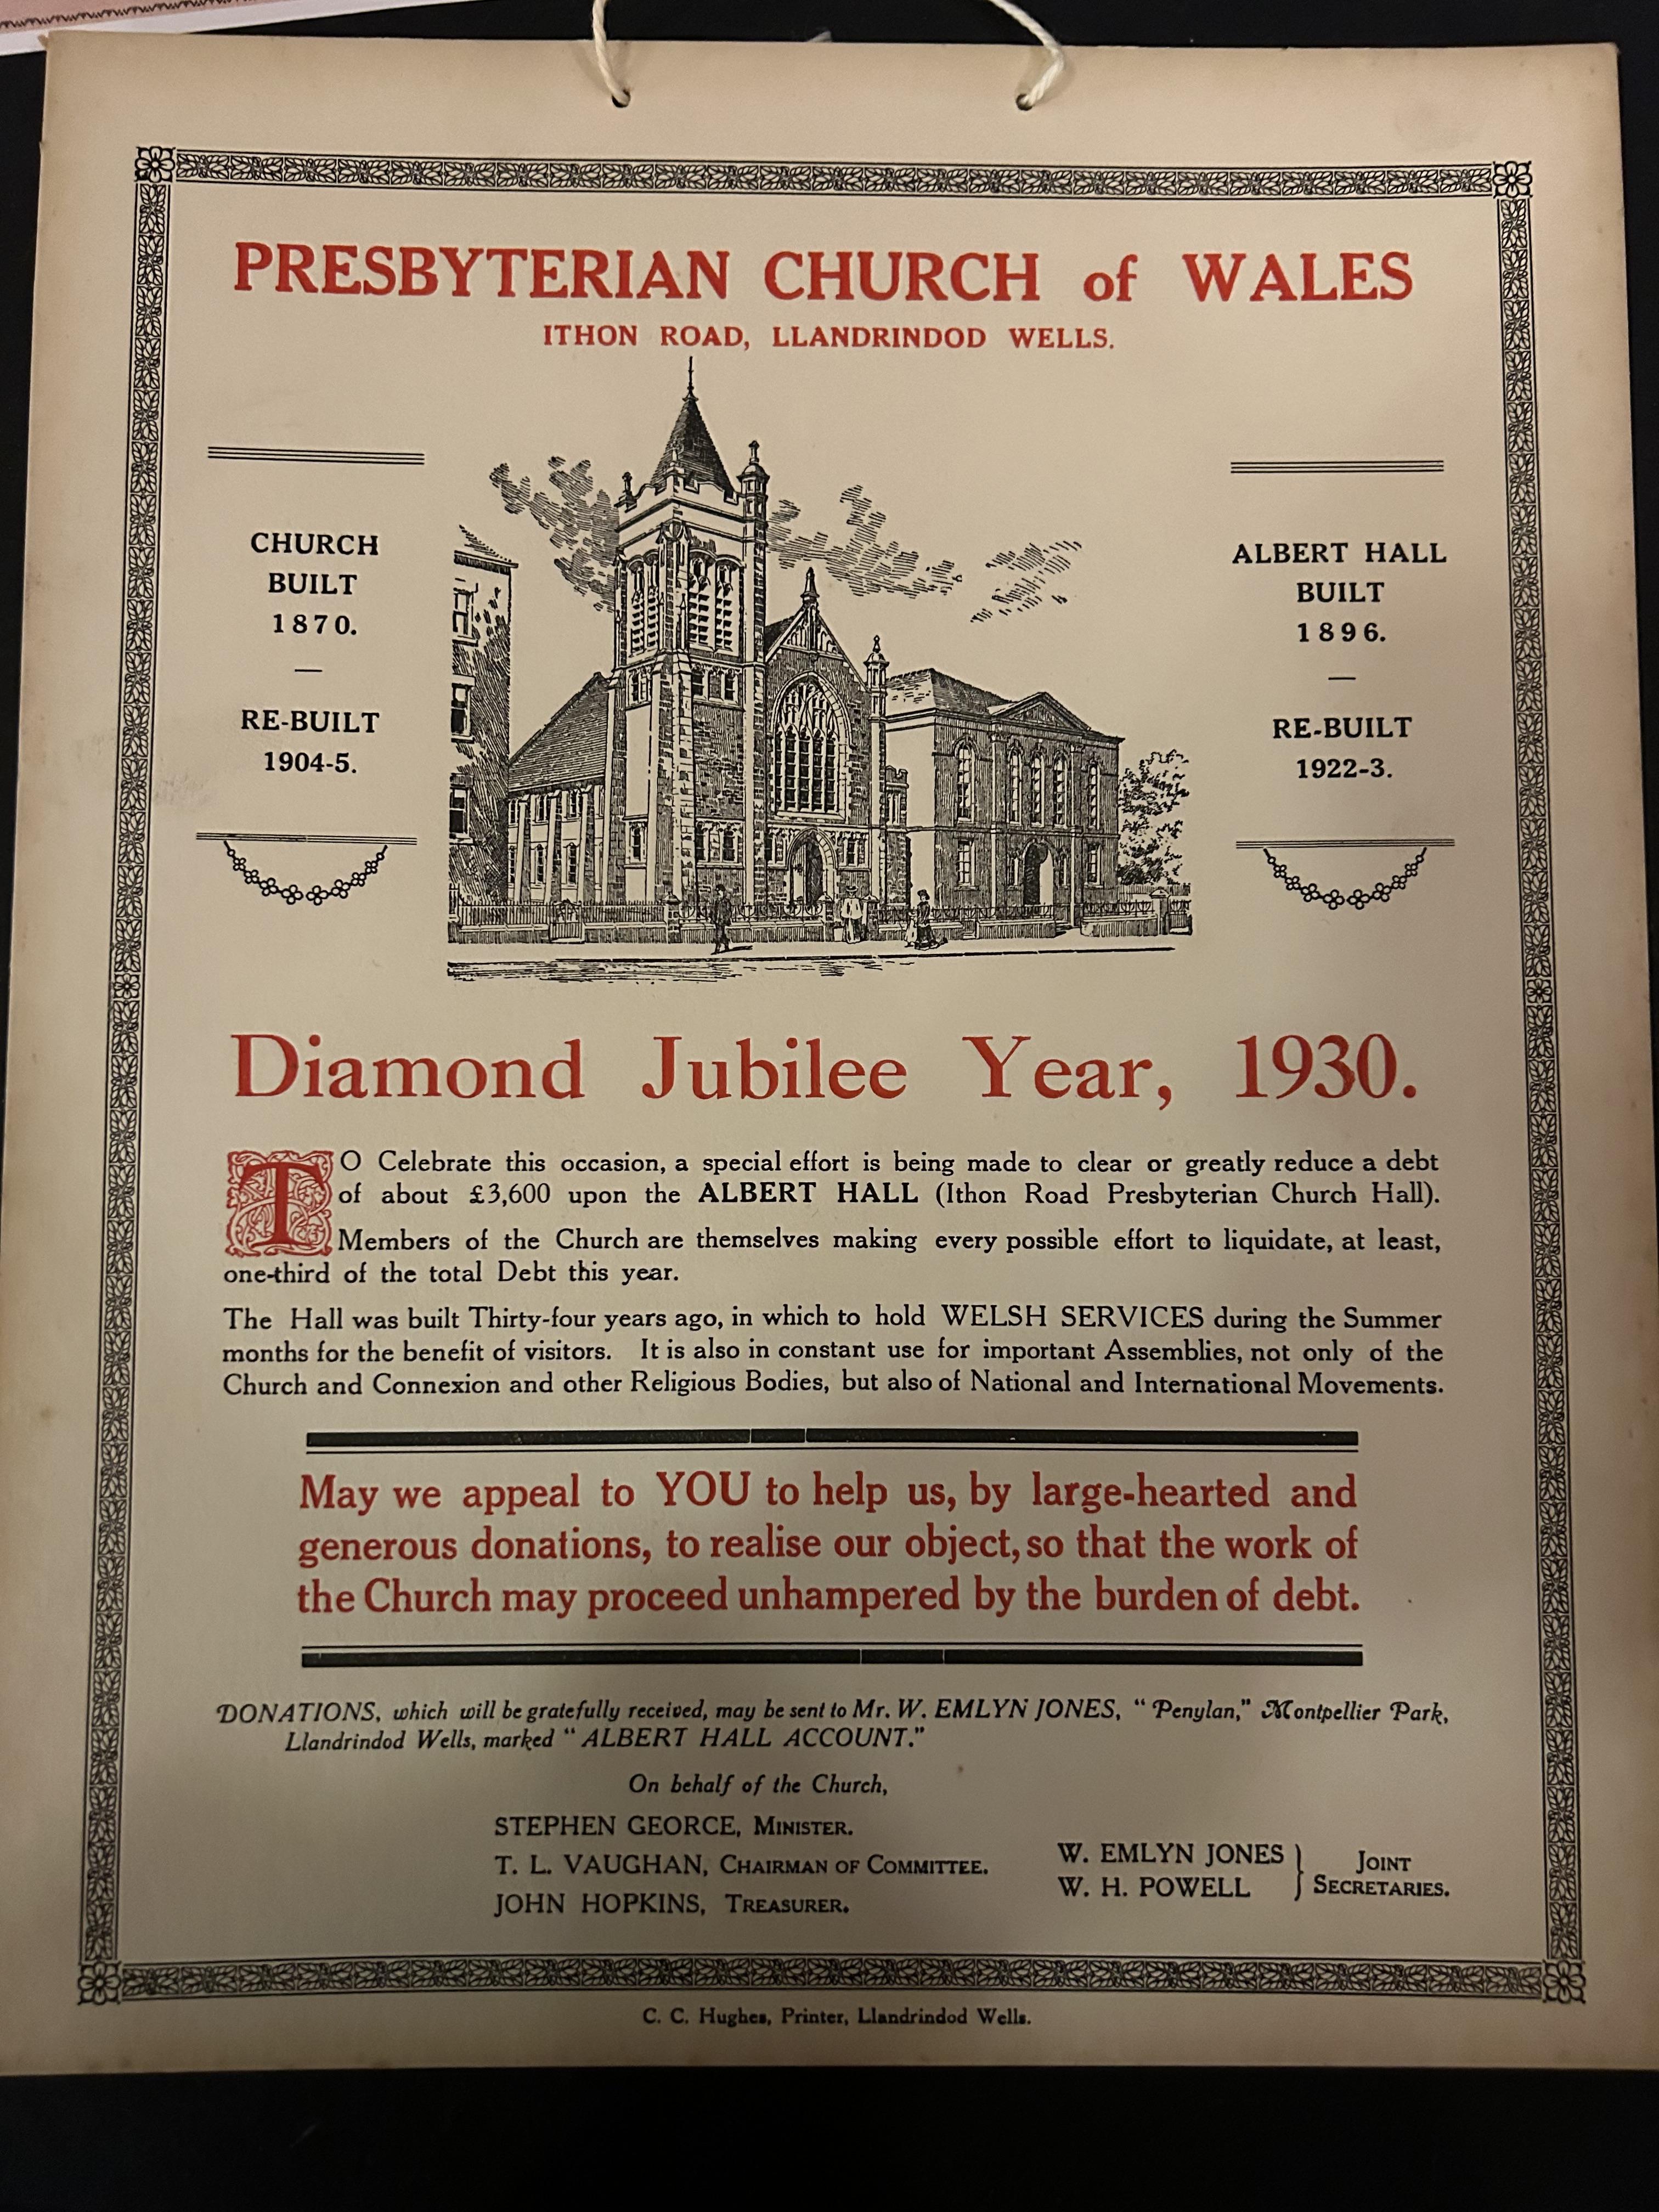 PRESBYTERIAN CHURCH of WALES
ITHON ROAD, LLANDRINDOD WELLS.
CHURCH
BUILT
1870.
—
RE-BUILT
1904-5.
ALBERT HALL
BUILT
1896.
—
RE-BUILT
1922-3.
Diamond Jubilee Year, 1930.
TO Celebrate this occasion, a special effort is being made to clear or greatly reduce a debt
of about £3,600 upon the ALBERT HALL (Ithon Road Presbyterian Church Hall).
Members of the Church are themselves making every possible effort to liquidate, at least,
one-third of the total Debt this year.
The Hall was built Thirty-four years ago, in which to hold WELSH SERVICES during the Summer
months for the benefit of visitors. It is also in constant use for important Assemblies, not only of the
Church and Connexion and other Religious Bodies, but also of National and International Movements.
May we appeal to YOU to help us, by large-hearted and
generous donations, to realise our object, so that the work of
the Church may proceed unhampered by the burden of debt.
DONATIONS, which will be gratefully received, may be sent to Mr. W. EMLYN JONES, "Penylan," Montpellier Park,
Llandrindod Wells, marked "ALBERT HALL ACCOUNT."
On behalf of the Church,
STEPHEN GEORCE, MINISTER.
T. L. VAUGHAN, CHAIRMAN OF COMMITTEE.
JOHN HOPKINS, TREASURER.
W. EMLYN JONES } JOINT
W. H. POWELL } SECRETARIES.
C. C. Hughes, Printer, Llandrindod Wells.